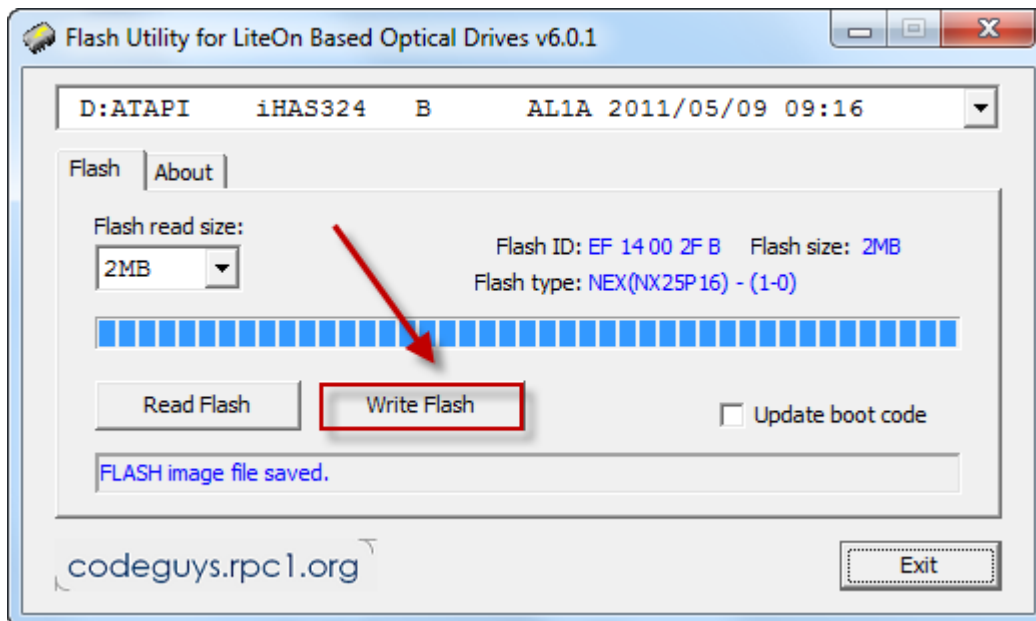 Flash Utility for LiteOn Based Optical Drives v6.0.1
D:ATAPI iHAS324 B AL1A 2011/05/09 09:16
Flash About
Flash read size:
2MB
Flash ID: EF 14 00 2F B Flash size: 2MB
Flash type: NEX(NX25P16) - (1-0)
Read Flash Write Flash Update boot code
FLASH image file saved.
codeguys.rpc1.org Exit